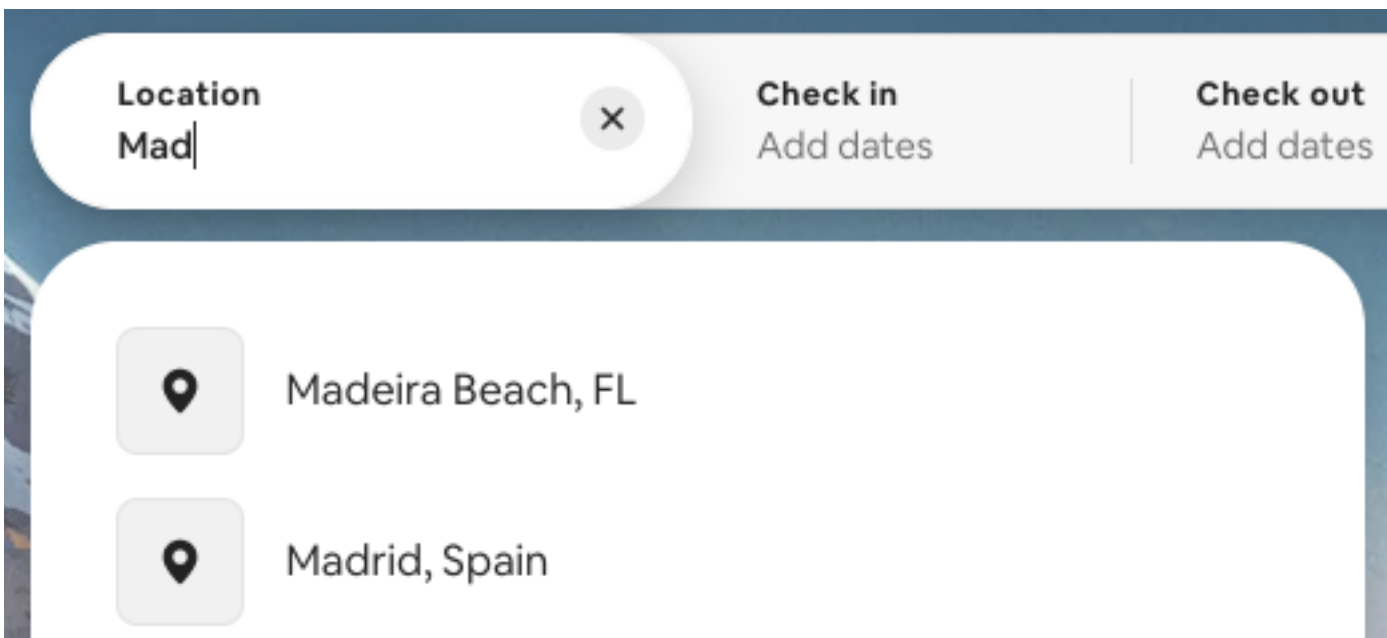 Location
Mad
Check in
Add dates
Check out
Add dates
Madeira Beach, FL
Madrid, Spain